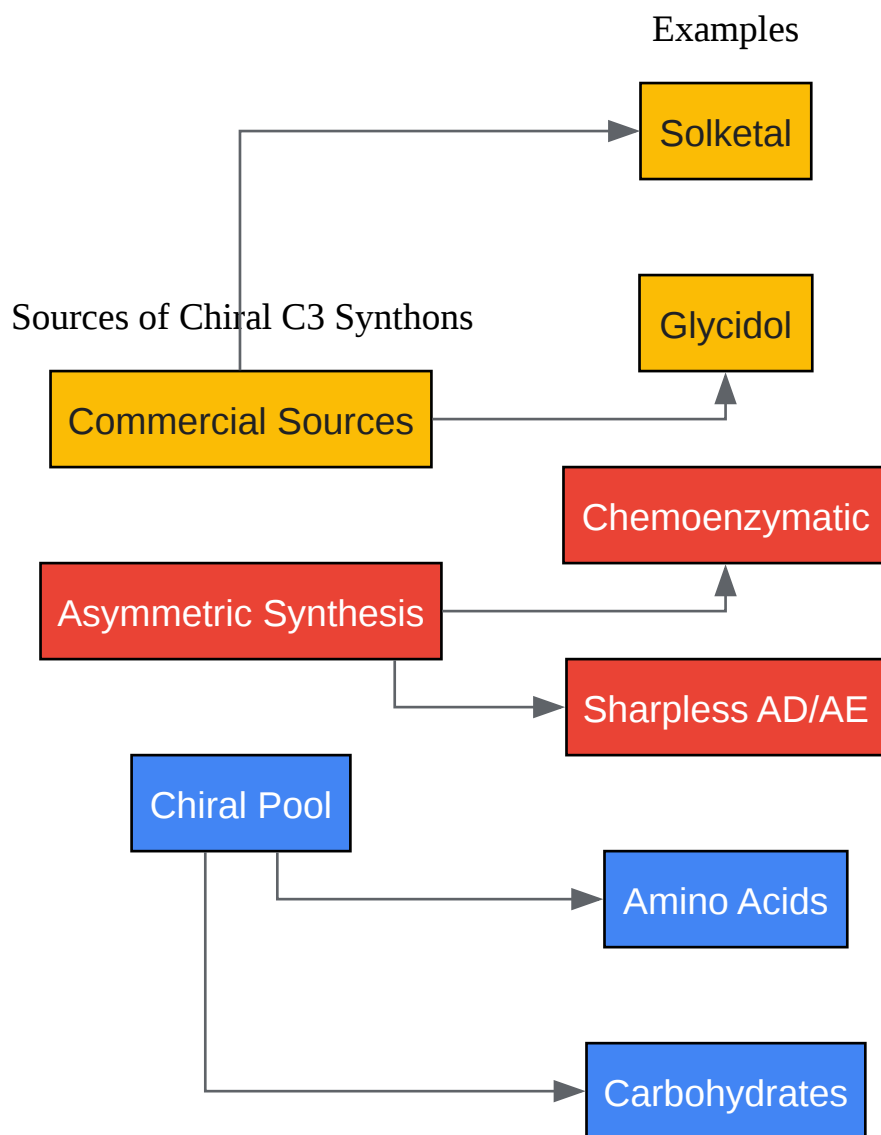 Examples
Solketal
Glycidol
Sources of Chiral C3 Synthons
Commercial Sources
Chemoenzymatic
Asymmetric Synthesis
Sharpless AD/AE
Chiral Pool
Amino Acids
Carbohydrates